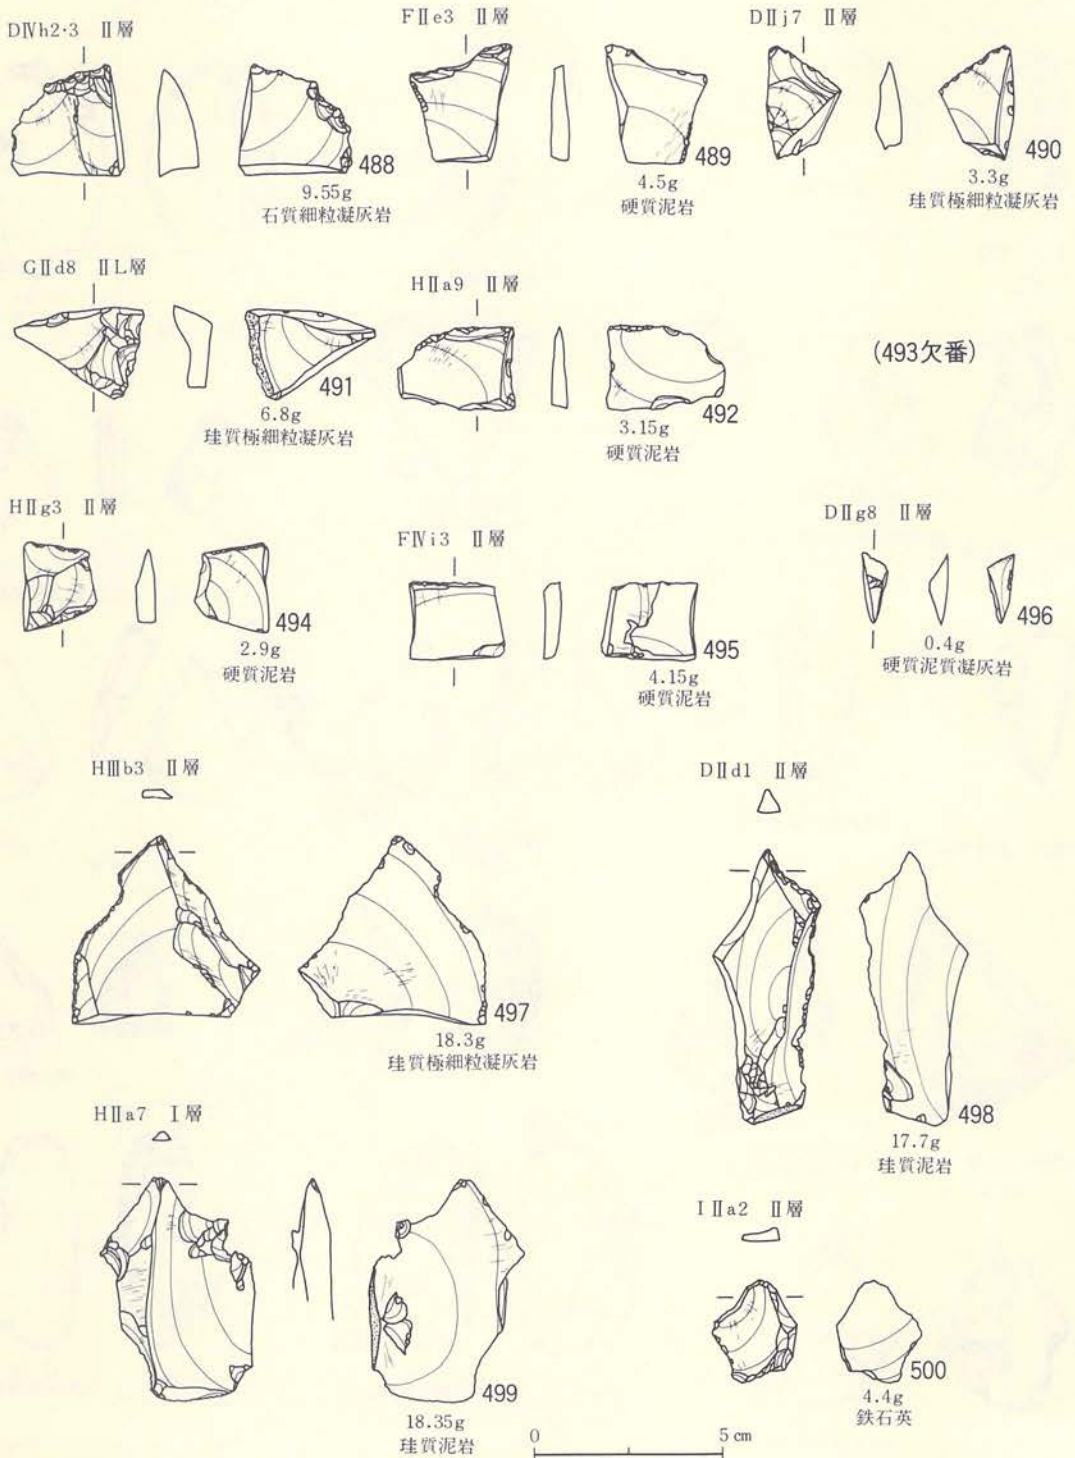 DⅣh2·3 Ⅱ層
488
9.55g
石質細粒凝灰岩
FⅡe3 Ⅱ層
489
4.5g
硬質泥岩
DⅡj7 Ⅱ層
490
3.3g
珪質極細粒凝灰岩
GⅡd8 ⅡL層
491
6.8g
珪質極細粒凝灰岩
HⅡa9 Ⅱ層
492
3.15g
硬質泥岩
(493欠番)
HⅡg3 Ⅱ層
494
2.9g
硬質泥岩
FⅣi3 Ⅱ層
495
4.15g
硬質泥岩
DⅡg8 Ⅱ層
496
0.4g
硬質泥質凝灰岩
HⅢb3 Ⅱ層
497
18.3g
珪質極細粒凝灰岩
DⅡd1 Ⅱ層
498
17.7g
珪質泥岩
HⅡa7 Ⅰ層
499
18.35g
珪質泥岩
ⅠⅡa2 Ⅱ層
500
4.4g
鉄石英
0 5 cm